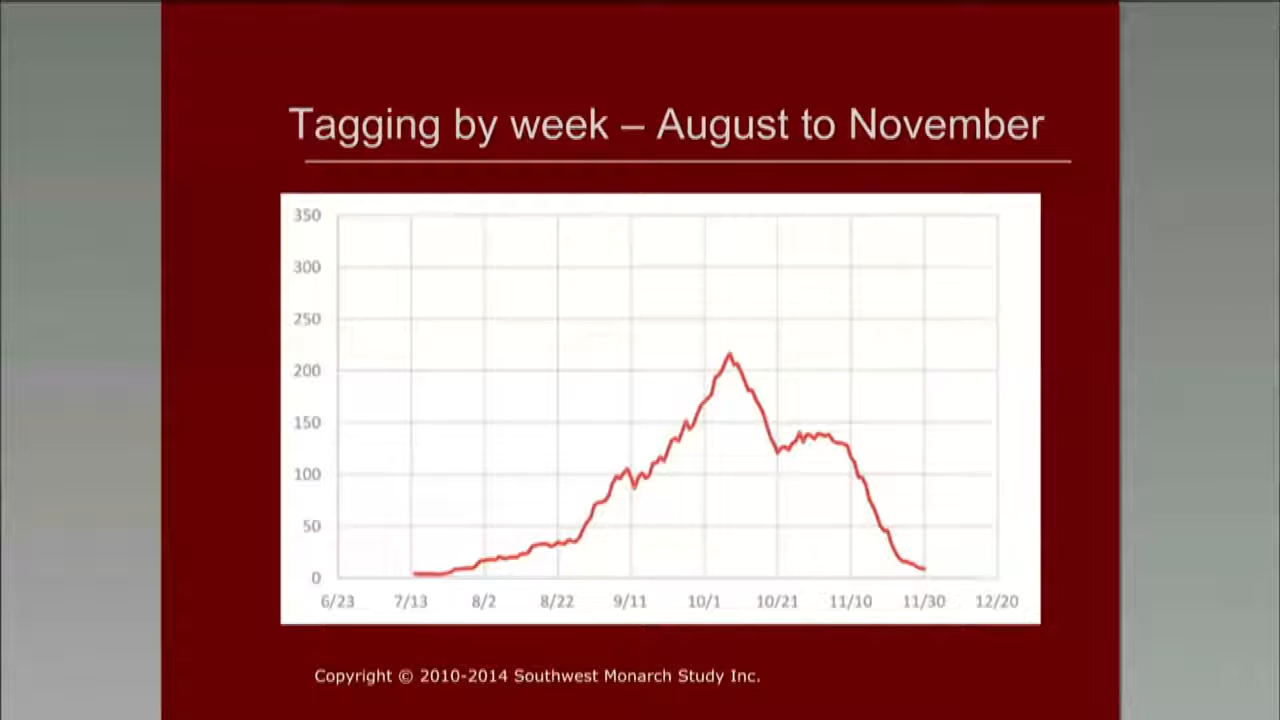 Tagging by week – August to November
350
300
250
200
150
100
50
0
6/23 7/13 8/2 8/22 9/11 10/1 10/21 11/10 11/30 12/20
Copyright © 2010-2014 Southwest Monarch Study Inc.